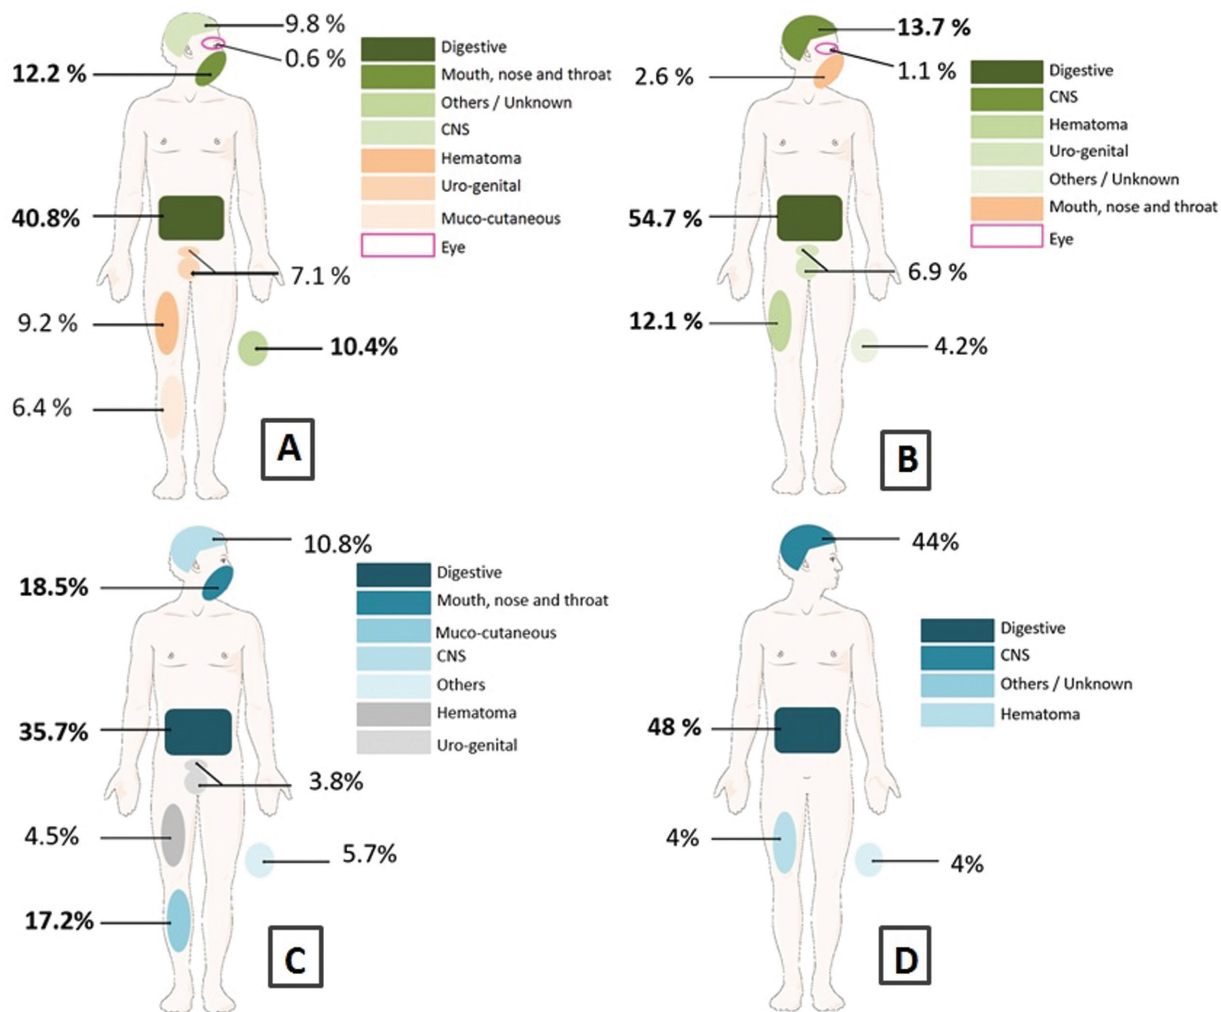 9.8 %
0.6 %
12.2 %
40.8%
7.1 %
9.2 %
10.4%
6.4 %
Digestive
Mouth, nose and throat
Others / Unknown
CNS
Hematoma
Uro-genital
Muco-cutaneous
Eye
A
13.7 %
1.1 %
2.6 %
54.7 %
6.9 %
12.1 %
4.2%
Digestive
CNS
Hematoma
Uro-genital
Others / Unknown
Mouth, nose and throat
Eye
B
10.8%
18.5%
35.7%
3.8%
4.5%
5.7%
17.2%
Digestive
Mouth, nose and throat
Muco-cutaneous
CNS
Others
Hematoma
Uro-genital
C
44%
48 %
4%
4%
Digestive
CNS
Others / Unknown
Hematoma
D